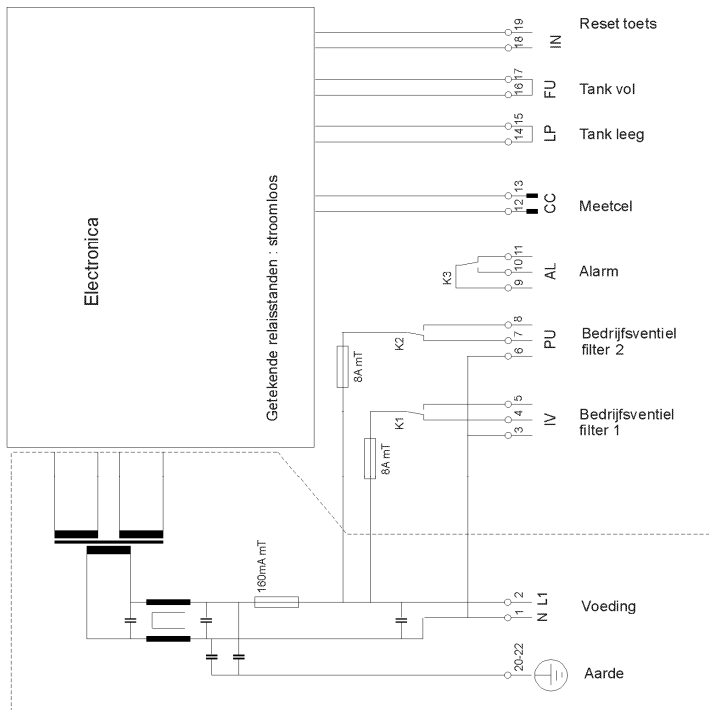 19
18
IN
Reset toets
17
16
FU
Tank vol
15
14
LP
Tank leeg
13
12
CC
Meetcel
11
10
9
AL
Alarm
K3
8
7
6
PU
Bedrijfsventiel
filter 2
K2
8A mT
5
4
3
IV
Bedrijfsventiel
filter 1
K1
8A mT
Electronica
Getekende relaisstanden : stroomloos
160mA mT
2
1
L1
N
Voeding
20-22
Aarde